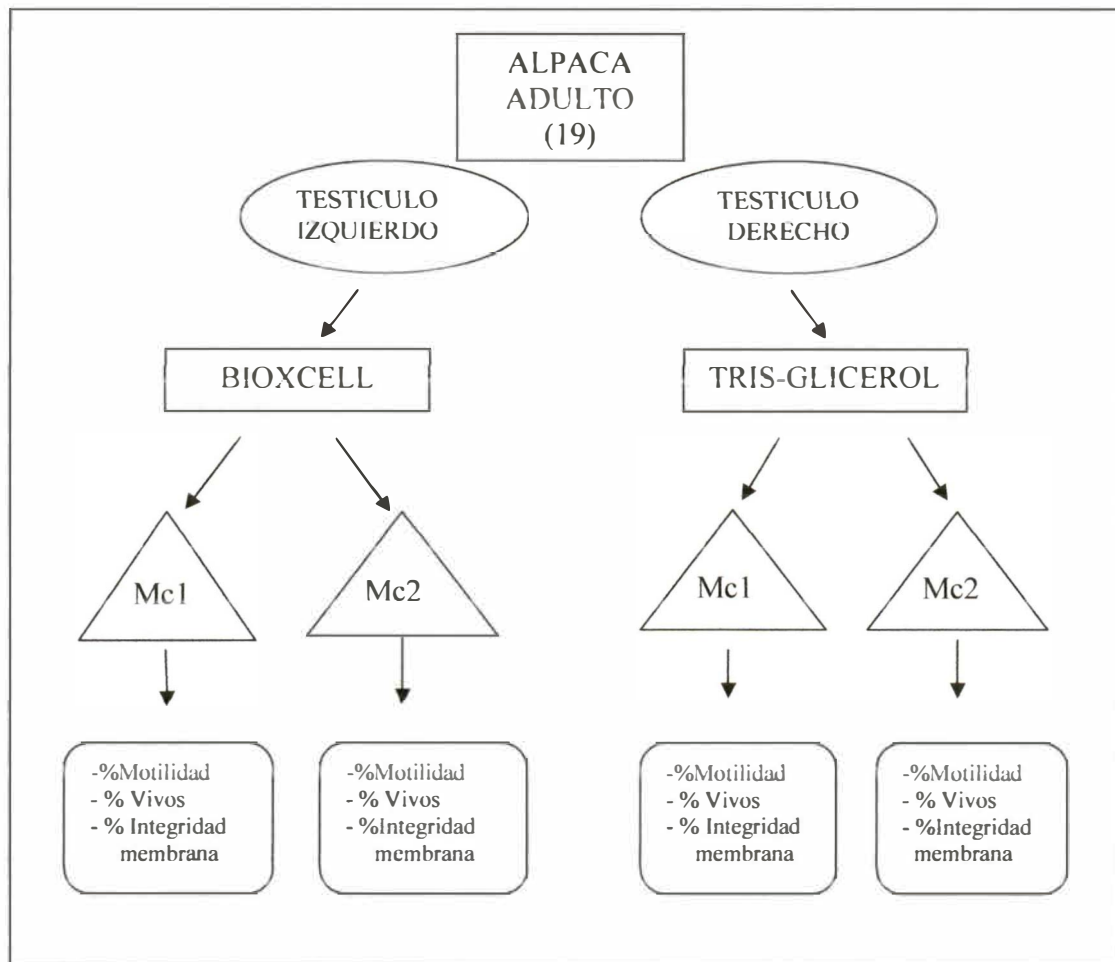 ALPACA
ADULTO
(19)
TESTICULO
IZQUIERDO
TESTICULO
DERECHO
BIOXCELL
TRIS-GLICEROL
Mc1
Mc2
Mc1
Mc2
-%Motilidad
- % Vivos
- % Integridad
membrana
-%Motilidad
- % Vivos
- %Integridad
membrana
-%Motilidad
- % Vivos
- % Integridad
membrana
-%Motilidad
- % Vivos
- %Integridad
membrana